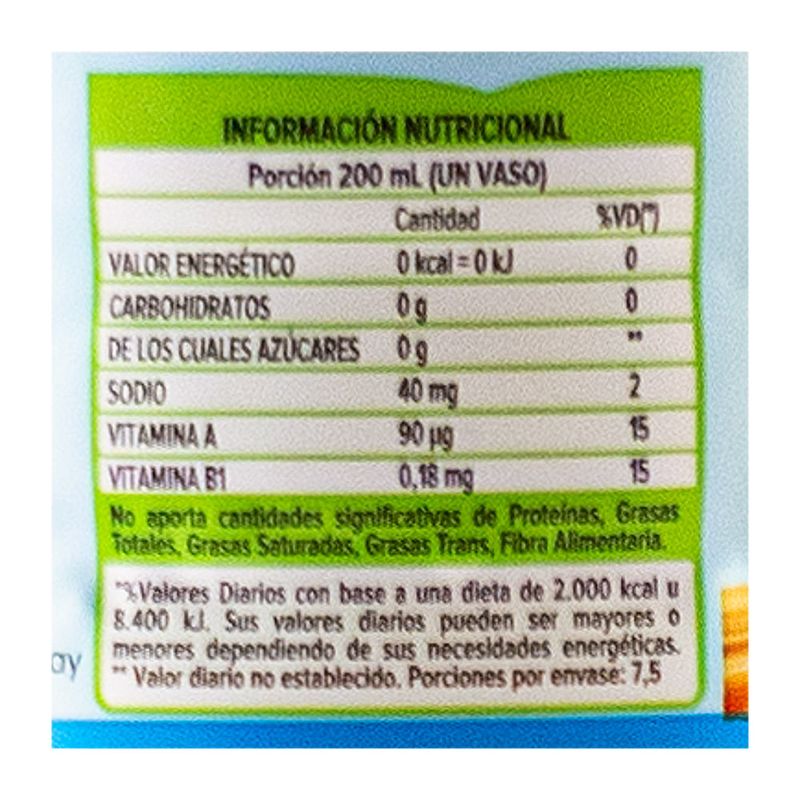 INFORMACIÓN NUTRICIONAL
Porción 200 mL (UN VASO)
Cantidad %VD(*)
VALOR ENERGÉTICO 0 kcal = 0 kJ 0
CARBOHIDRATOS 0 g 0
DE LOS CUALES AZÚCARES 0 g **
SODIO 40 mg 2
VITAMINA A 90 µg 15
VITAMINA B1 0,18 mg 15
No aporta cantidades significativas de Proteínas, Grasas
Totales, Grasas Saturadas, Grasas Trans, Fibra Alimentaria.
*%Valores Diarios con base a una dieta de 2.000 kcal u
8.400 kJ. Sus valores diarios pueden ser mayores o
menores dependiendo de sus necesidades energéticas.
** Valor diario no establecido. Porciones por envase: 7,5
ay